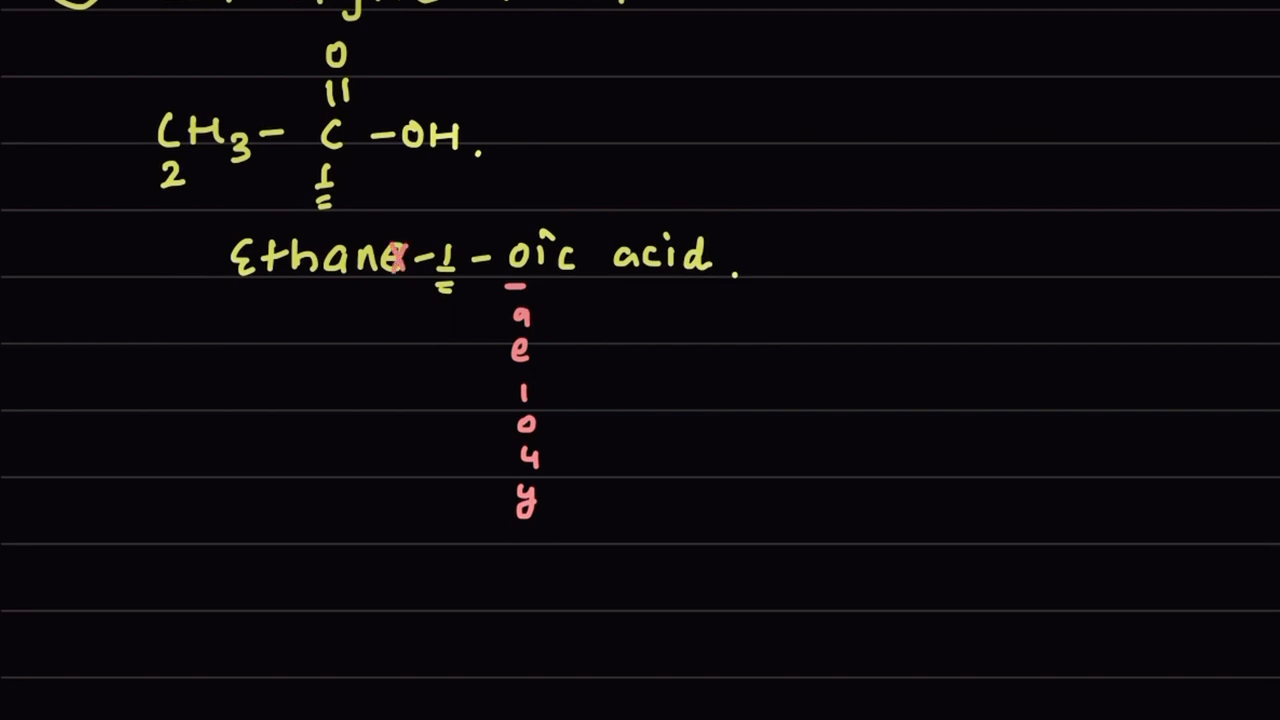 O
||
CH3 - C - OH.
2 1
Ethane - 1 - oic acid.
a
e
i
o
u
y